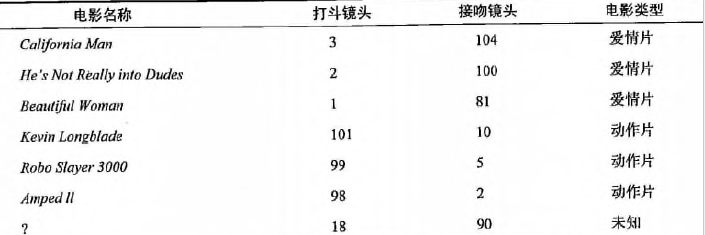 电影名称 打斗镜头 接吻镜头 电影类型
California Man 3 104 爱情片
He's Not Really into Dudes 2 100 爱情片
Beautiful Woman 1 81 爱情片
Kevin Longblade 101 10 动作片
Robo Slayer 3000 99 5 动作片
Amped II 98 2 动作片
? 18 90 未知